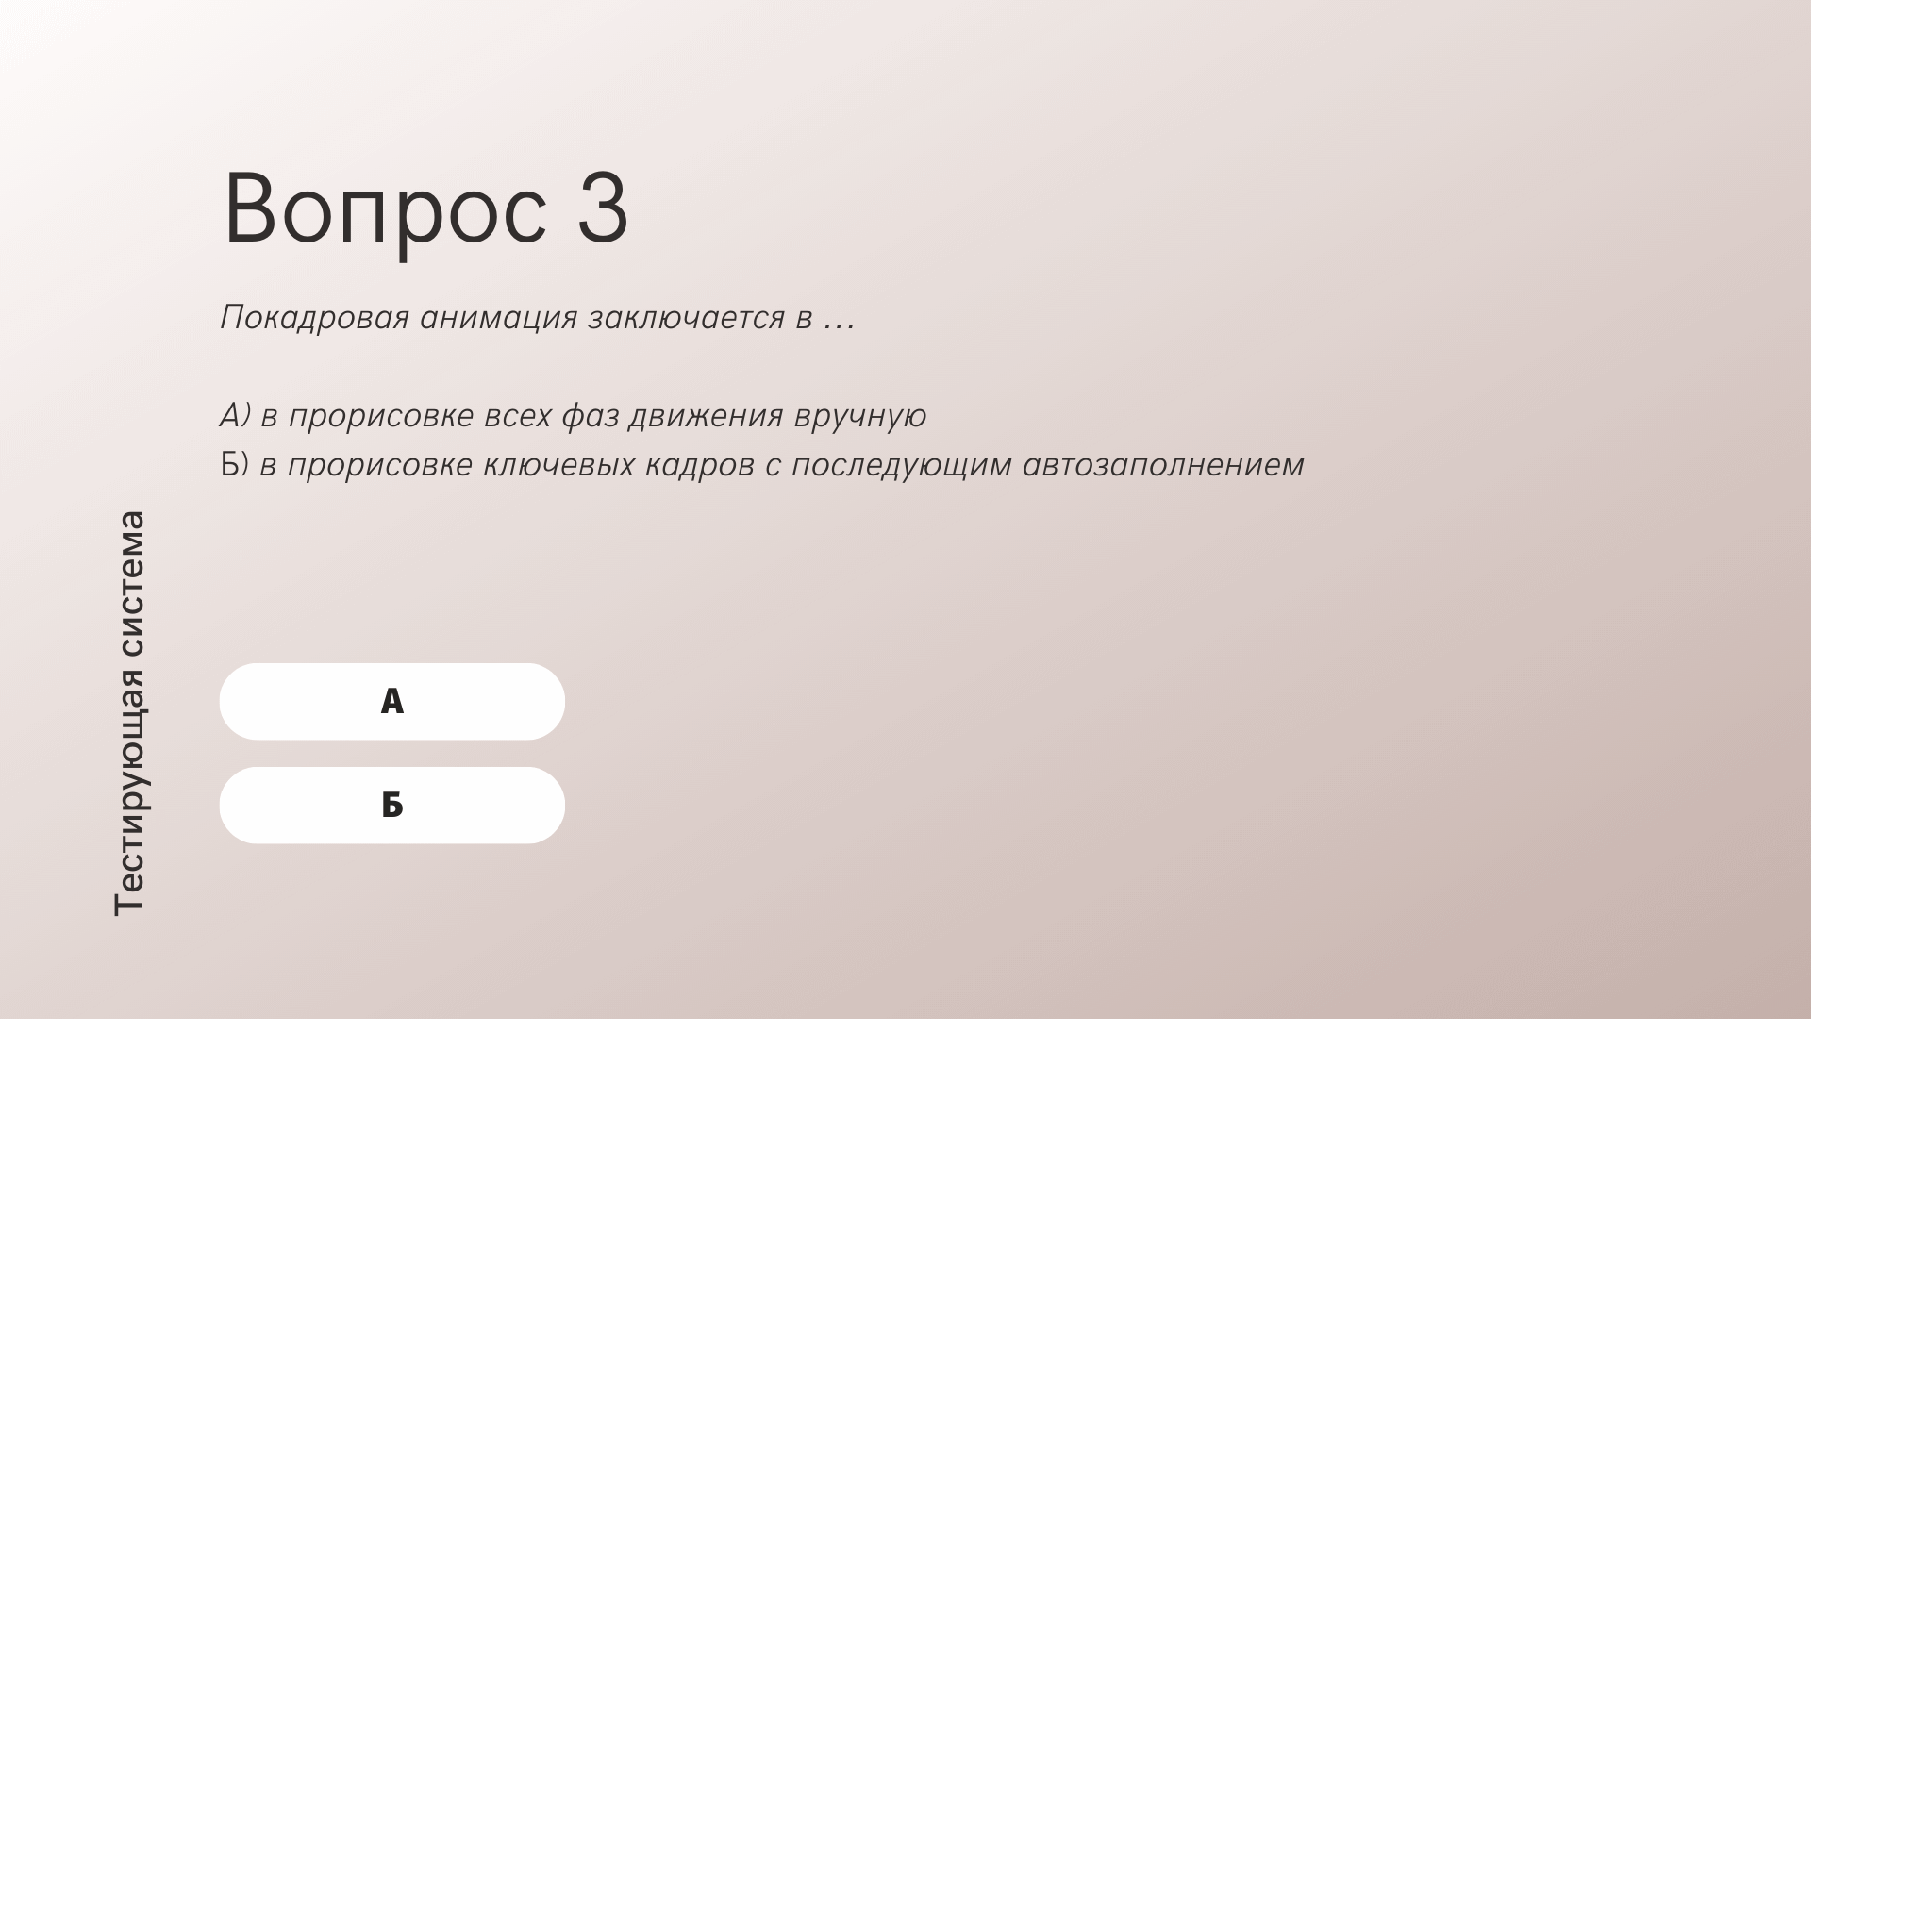 Вопрос 3
Покадровая анимация заключается в ...
А) в прорисовке всех фаз движения вручную
Б) в прорисовке ключевых кадров с последующим автозаполнением
Тестирующая система
А
Б